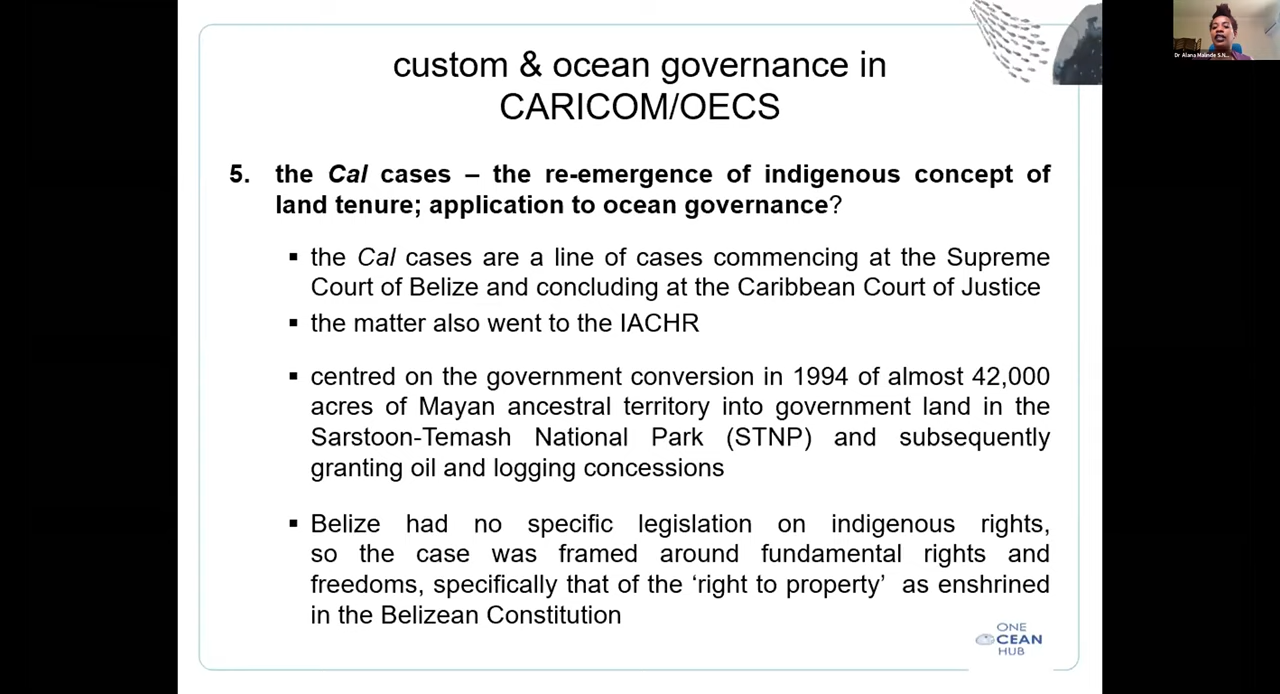 custom & ocean governance in
CARICOM/OECS
5. the Cal cases – the re-emergence of indigenous concept of
land tenure; application to ocean governance?
▪ the Cal cases are a line of cases commencing at the Supreme
Court of Belize and concluding at the Caribbean Court of Justice
▪ the matter also went to the IACHR
▪ centred on the government conversion in 1994 of almost 42,000
acres of Mayan ancestral territory into government land in the
Sarstoon-Temash National Park (STNP) and subsequently
granting oil and logging concessions
▪ Belize had no specific legislation on indigenous rights,
so the case was framed around fundamental rights and
freedoms, specifically that of the ‘right to property’ as enshrined
in the Belizean Constitution
ONE
CEAN
HUB
Dr Alana Malinde S.N...